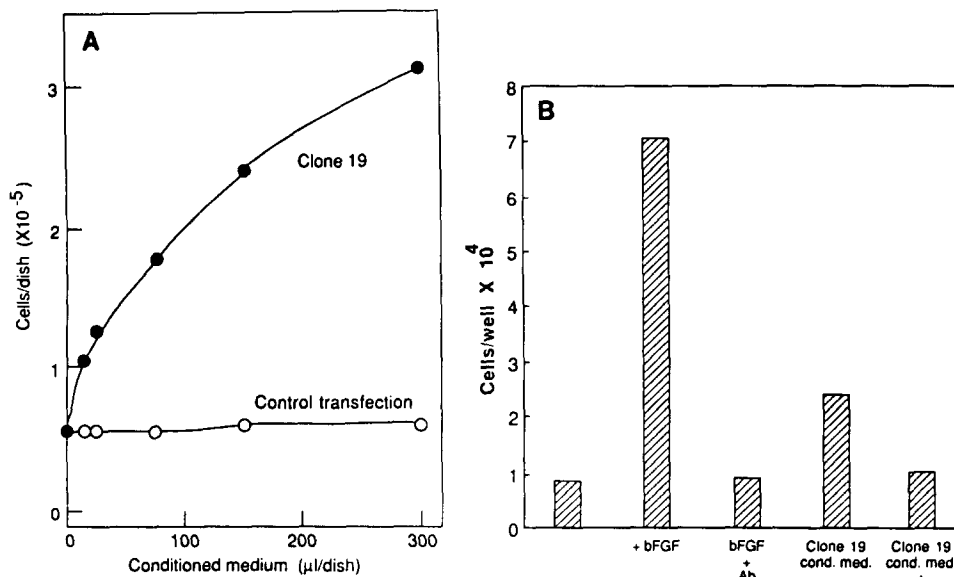 A
3
2
1
0
Cells/dish (X10⁻⁵)
Clone 19
Control transfection
0 100 200 300
Conditioned medium (µl/dish)
B
8
7
6
5
4
3
2
1
0
Cells/well X 10⁴
+ bFGF
bFGF
+
Ab
Clone 19
cond. med.
Clone 19
cond. med.
+